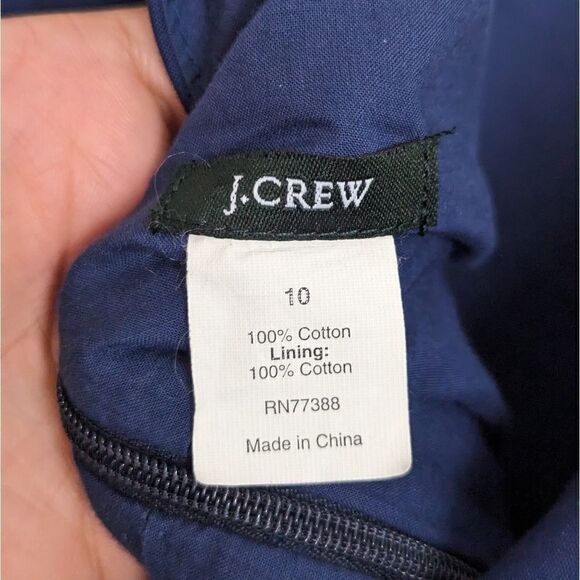 J.CREW
10
100% Cotton
Lining:
100% Cotton
RN77388
Made in China